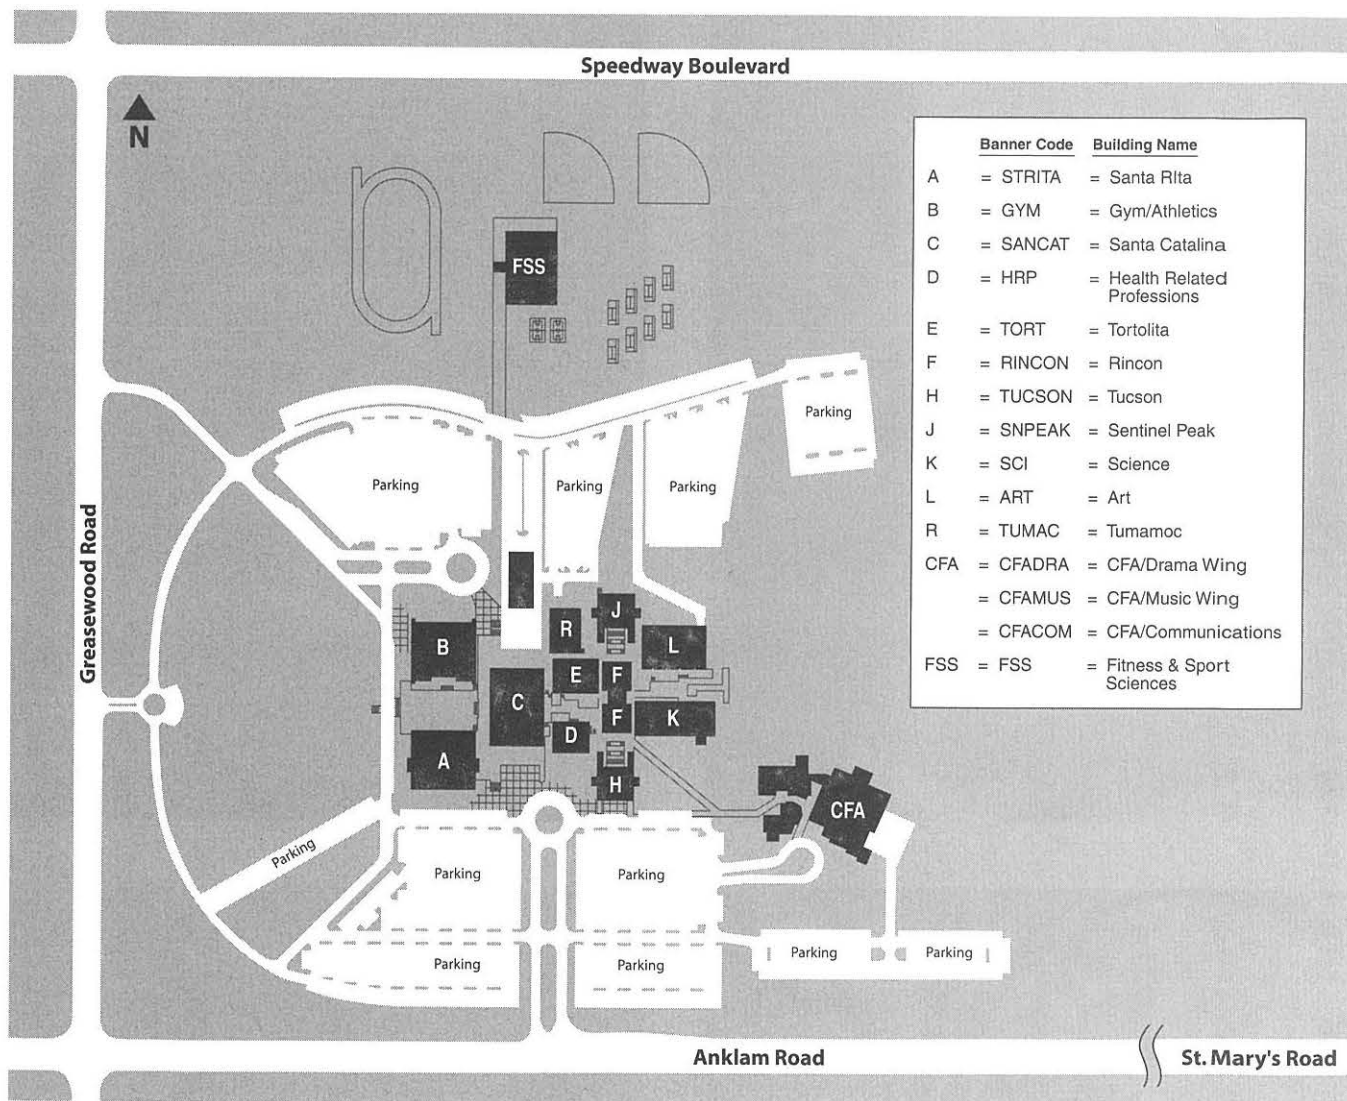 Speedway Boulevard
N
Banner Code Building Name
A = STRITA = Santa RIta
B = GYM = Gym/Athletics
C = SANCAT = Santa Catalina
D = HRP = Health Related
Professions
E = TORT = Tortolita
F = RINCON = Rincon
H = TUCSON = Tucson
J = SNPEAK = Sentinel Peak
K = SCI = Science
L = ART = Art
R = TUMAC = Tumamoc
CFA = CFADRA = CFA/Drama Wing
= CFAMUS = CFA/Music Wing
= CFACOM = CFA/Communications
FSS = FSS = Fitness & Sport
Sciences
FSS
Parking
Parking
Parking
Parking
Greasewood Road
J
R
B
L
E
F
C
F
K
D
A
H
CFA
Parking
Parking
Parking
Parking
Parking
Parking
Parking
Anklam Road
St. Mary's Road